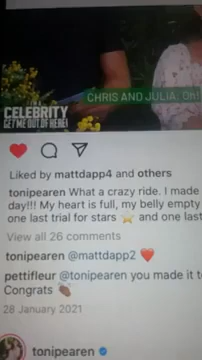 CHRIS AND JULIA: Oh!
I'M A
CELEBRITY
GET ME OUT OF HERE!
Liked by mattdapp4 and others
tonipearen What a crazy ride. I made
day!!! My heart is full, my belly empty
one last trial for stars ⭐ and one last
View all 26 comments
tonipearen @mattdapp2 ❤️
pettifleur @tonipearen you made it t
Congrats 👏🏾
28 January 2021
tonipearen